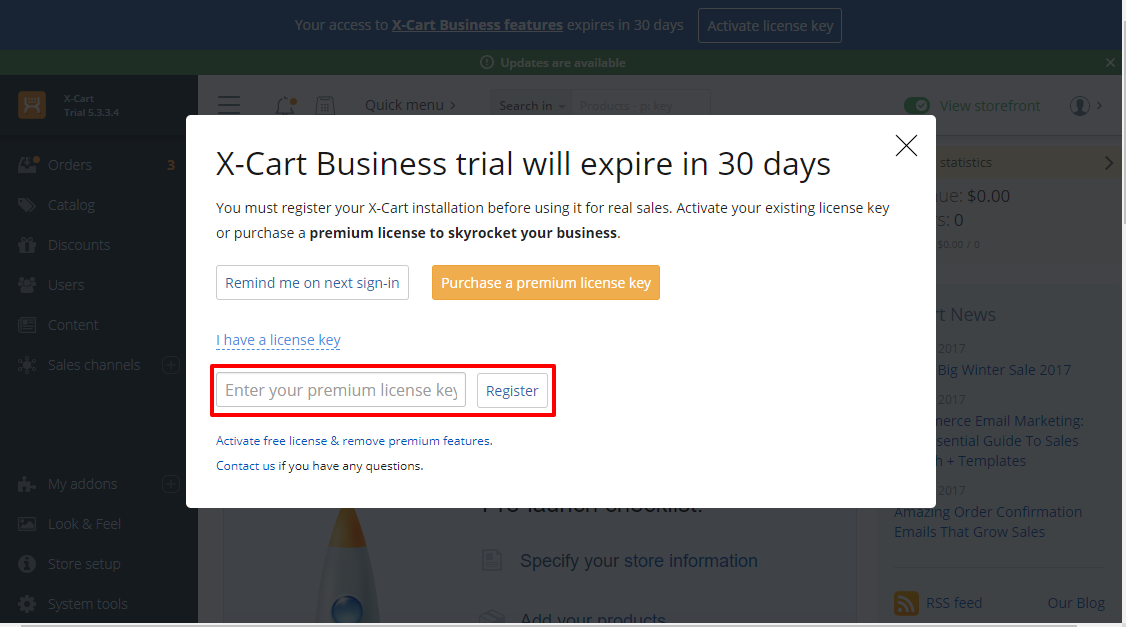 Your access to X-Cart Business features expires in 30 days
Activate license key
Updates are available
X-Cart
Trial 5.3.3.4
Quick menu
Search in
Products
key
View storefront
Orders
3
Catalog
Discounts
Users
Content
Sales channels
My addons
Look & Feel
Store setup
System tools
X-Cart Business trial will expire in 30 days
You must register your X-Cart installation before using it for real sales. Activate your existing license key
or purchase a premium license to skyrocket your business.
Remind me on next sign-in
Purchase a premium license key
I have a license key
Enter your premium license key
Register
Activate free license & remove premium features.
Contact us if you have any questions.
statistics
$0.00
0
$0.00 / 0
News
2017
Big Winter Sale 2017
2017
Email Marketing:
Guide To Sales
+ Templates
2017
Amazing Order Confirmation
Emails That Grow Sales
RSS feed
Our Blog
Pre-launch checklist:
Specify your store information
Add your products